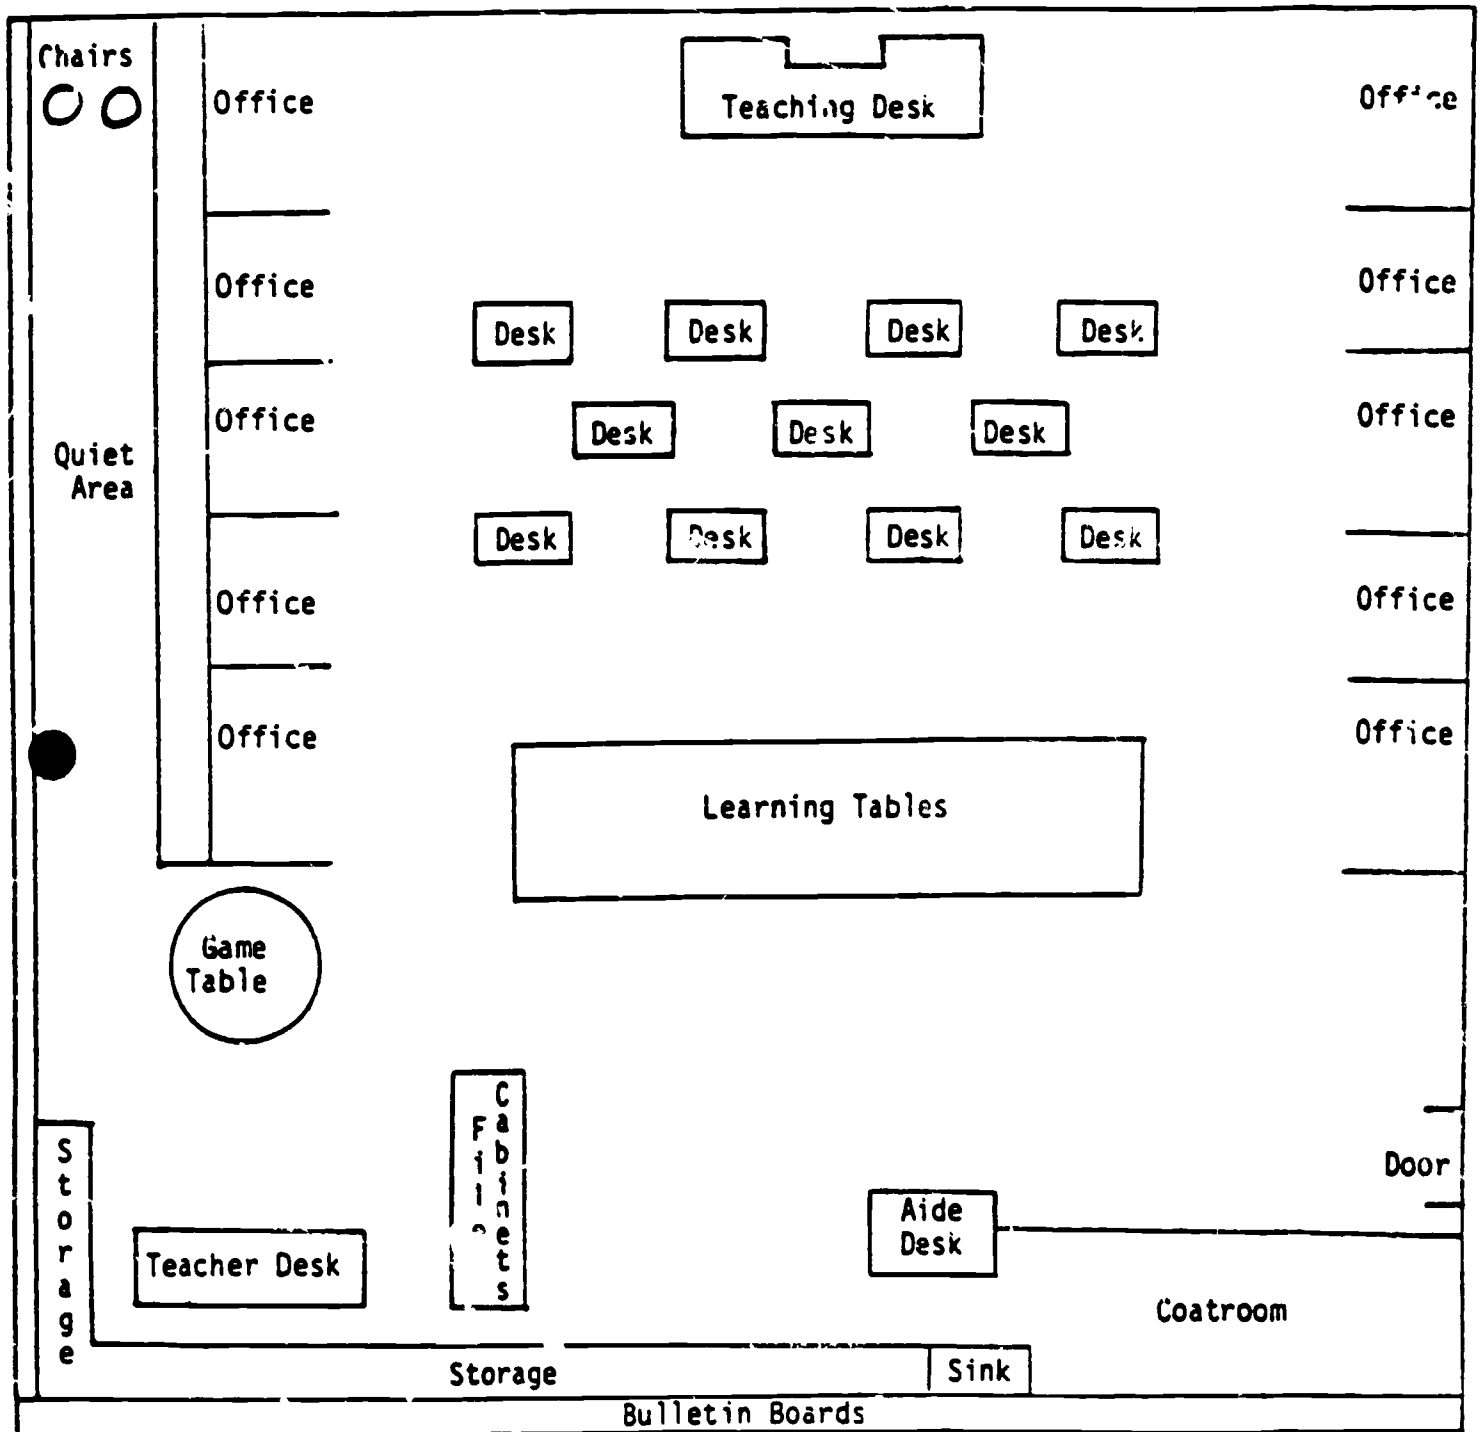 Chairs
Office
Teaching Desk
Office
Office
Office
Desk
Desk
Desk
Desk
Office
Office
Desk
Desk
Desk
Quiet
Area
Desk
Desk
Desk
Desk
Office
Office
Office
Office
Learning Tables
Game
Table
File
Cabinets
Storage
Door
Aide
Desk
Teacher Desk
Coatroom
Storage
Sink
Bulletin Boards